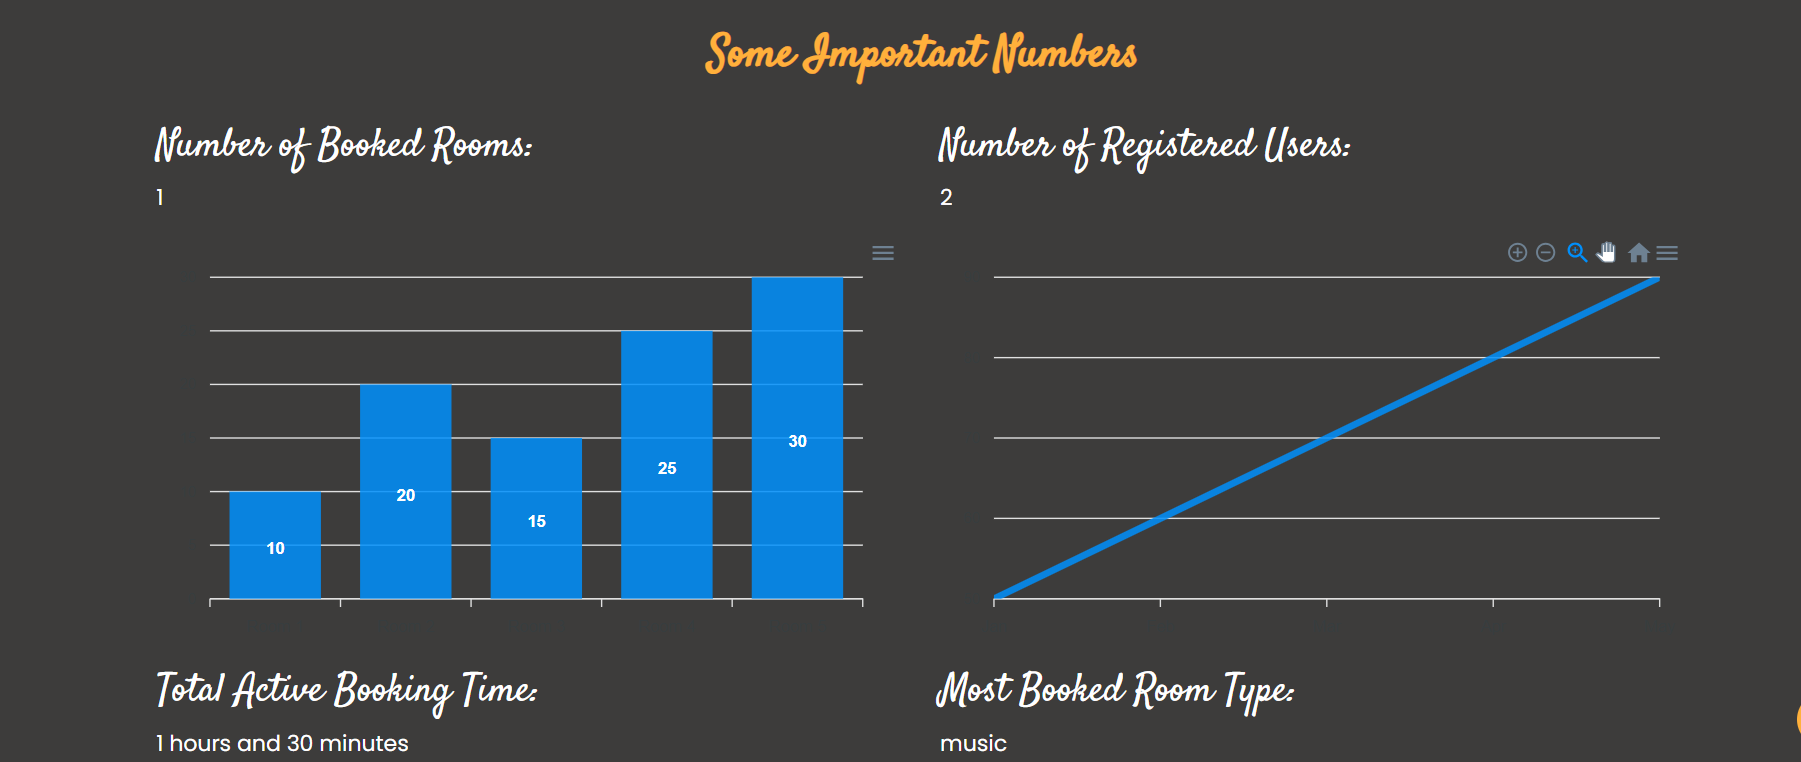 Some Important Numbers
Number of Booked Rooms:
1
Number of Registered Users:
2
10
20
15
25
30
Total Active Booking Time:
1 hours and 30 minutes
Most Booked Room Type:
music